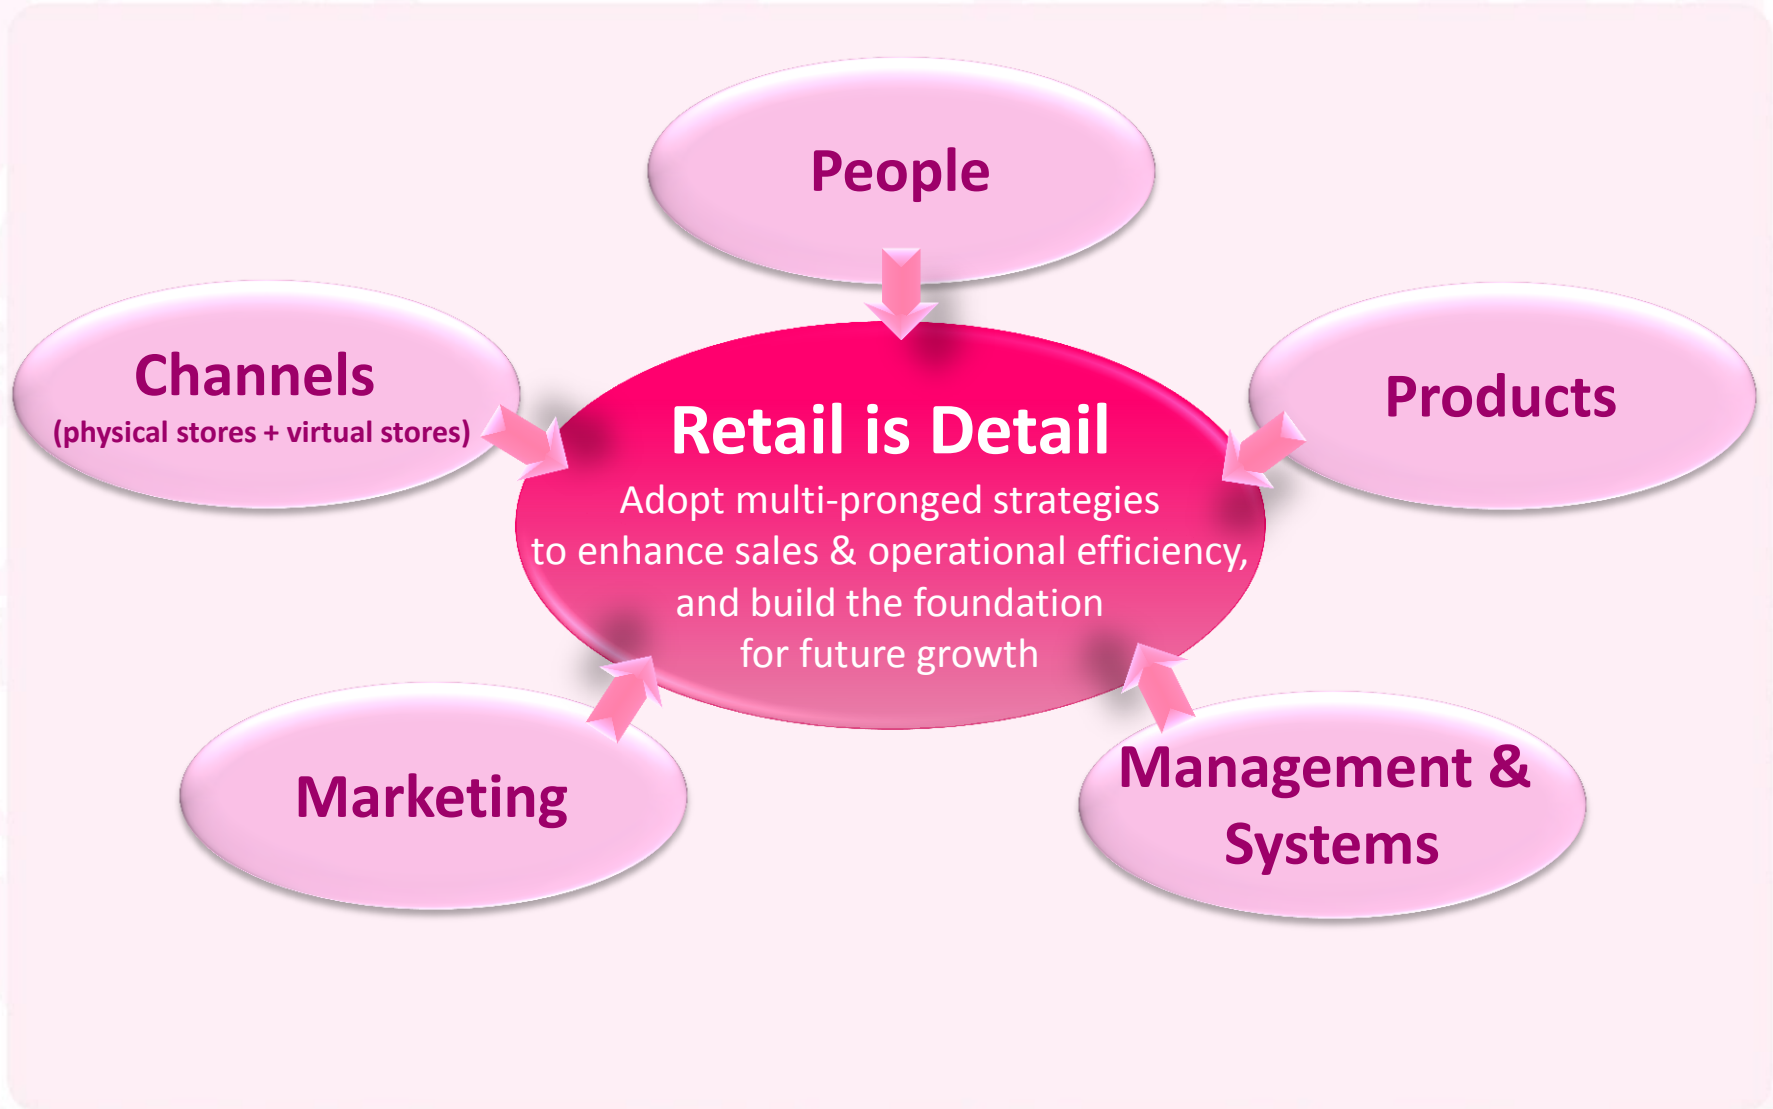 People
Channels
(physical stores + virtual stores)
Products
Retail is Detail
Adopt multi-pronged strategies
to enhance sales & operational efficiency,
and build the foundation
for future growth
Marketing
Management &
Systems